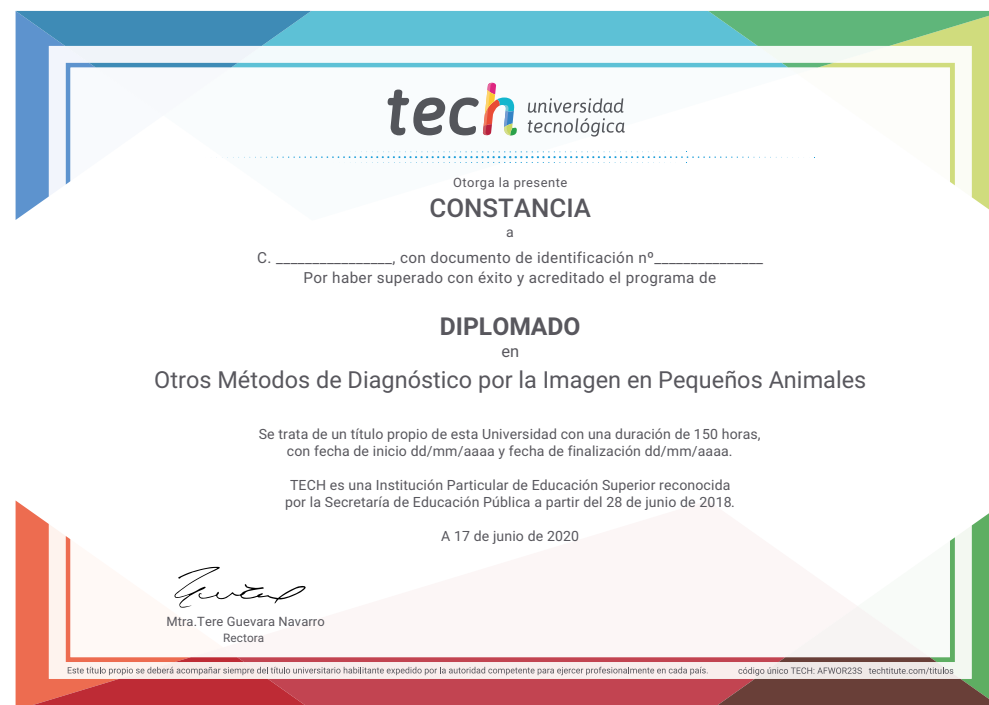 tech universidad
tecnológica
Otorga la presente
CONSTANCIA
a
C. ________________, con documento de identificación nº_______________
Por haber superado con éxito y acreditado el programa de
DIPLOMADO
en
Otros Métodos de Diagnóstico por la Imagen en Pequeños Animales
Se trata de un título propio de esta Universidad con una duración de 150 horas,
con fecha de inicio dd/mm/aaaa y fecha de finalización dd/mm/aaaa.
TECH es una Institución Particular de Educación Superior reconocida
por la Secretaría de Educación Pública a partir del 28 de junio de 2018.
A 17 de junio de 2020
Mtra.Tere Guevara Navarro
Rectora
Este título propio se deberá acompañar siempre del título universitario habilitante expedido por la autoridad competente para ejercer profesionalmente en cada país. código único TECH: AFWOR23S techtitute.com/titulos